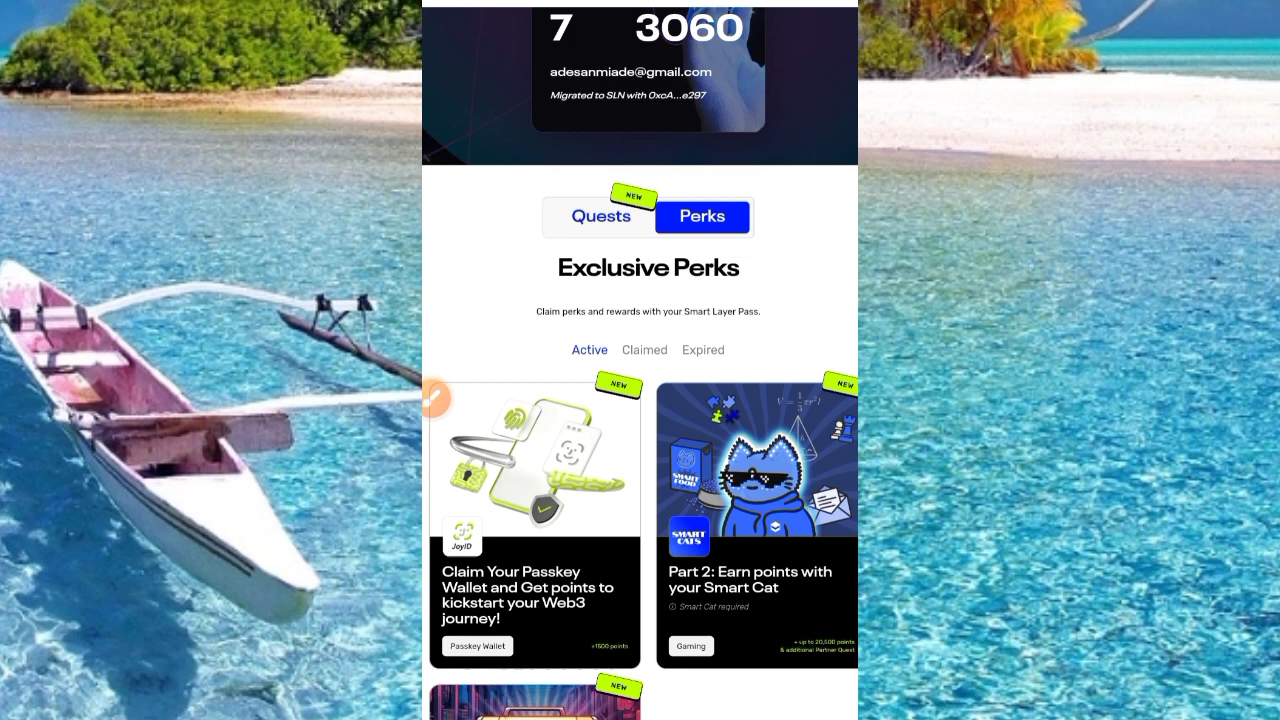 7 3060
adesanmiade@gmail.com
Migrated to SLN with 0xcA...e297
NEW
Quests Perks
Exclusive Perks
Claim perks and rewards with your Smart Layer Pass.
Active Claimed Expired
NEW
NEW
SMART
FOOD
JoyID
SMART
CATS
Claim Your Passkey
Wallet and Get points to
kickstart your Web3
journey!
Passkey Wallet
+1500 points
Part 2: Earn points with
your Smart Cat
Smart Cat required
Gaming
+ up to 20,500 points
& additional Partner Quest
NEW